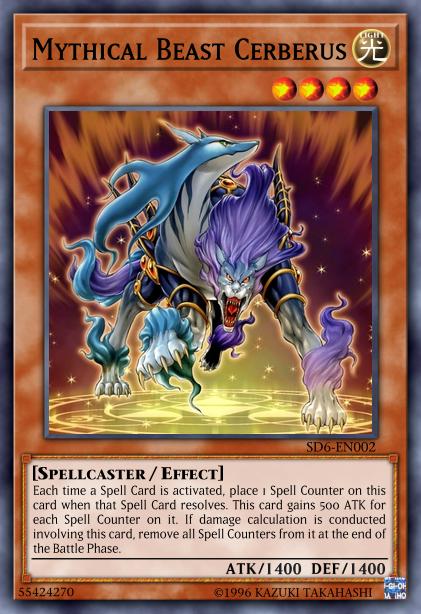 MYTHICAL BEAST CERBERUS
LIGHT
光
SD6-EN002
[SPELLCASTER / EFFECT]
Each time a Spell Card is activated, place 1 Spell Counter on this
card when that Spell Card resolves. This card gains 500 ATK for
each Spell Counter on it. If damage calculation is conducted
involving this card, remove all Spell Counters from it at the end of
the Battle Phase.
ATK/1400 DEF/1400
55424270
©1996 KAZUKI TAKAHASHI